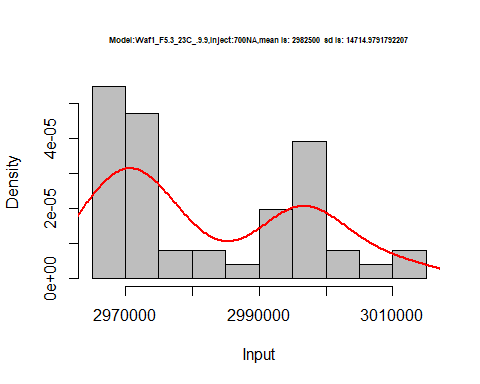 Model:Waf1_F5.3_23C_.9.9,inject:700NA,mean is: 2982500 sd is: 14714.9791792207
Density
4e-05
2e-05
0e+00
2970000 2990000 3010000
Input